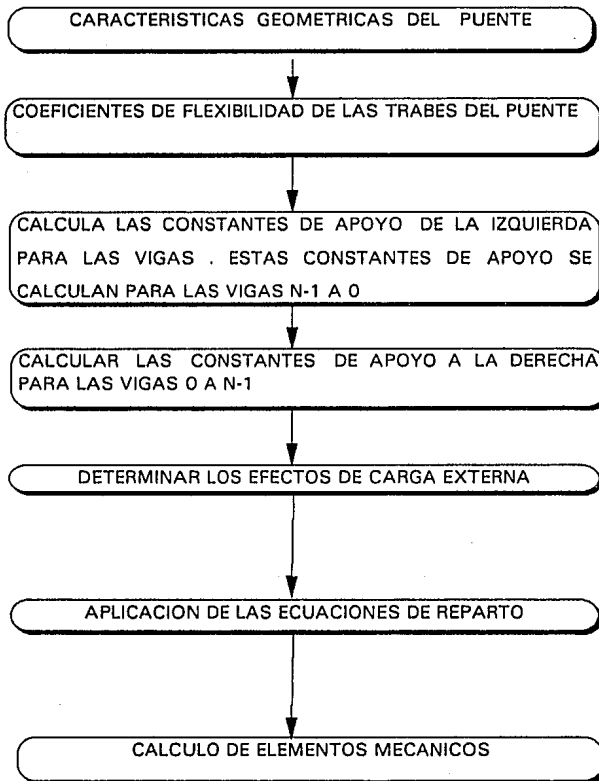 CARACTERISTICAS GEOMETRICAS DEL PUENTE
COEFICIENTES DE FLEXIBILIDAD DE LAS TRABES DEL PUENTE
CALCULA LAS CONSTANTES DE APOYO DE LA IZQUIERDA
PARA LAS VIGAS . ESTAS CONSTANTES DE APOYO SE
CALCULAN PARA LAS VIGAS N-1 A 0
CALCULAR LAS CONSTANTES DE APOYO A LA DERECHA
PARA LAS VIGAS 0 A N-1
DETERMINAR LOS EFECTOS DE CARGA EXTERNA
APLICACION DE LAS ECUACIONES DE REPARTO
CALCULO DE ELEMENTOS MECANICOS